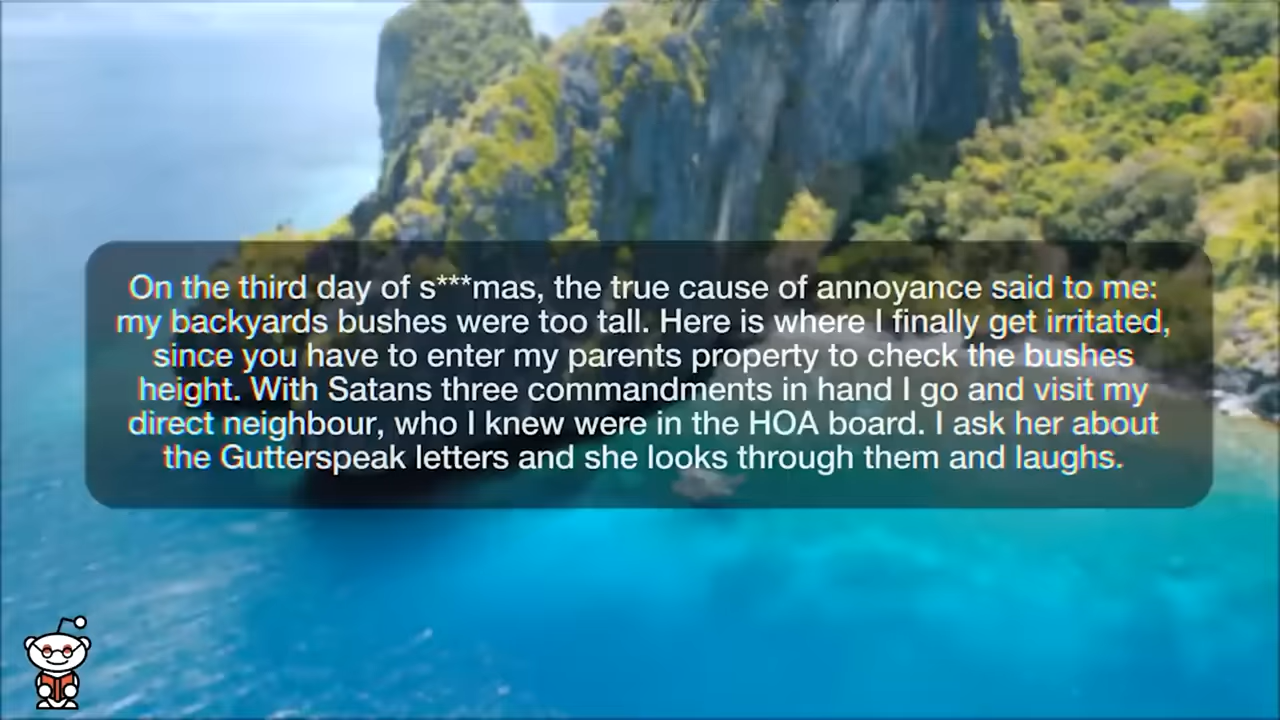 On the third day of s***mas, the true cause of annoyance said to me:
my backyards bushes were too tall. Here is where I finally get irritated,
since you have to enter my parents property to check the bushes
height. With Satans three commandments in hand I go and visit my
direct neighbour, who I knew were in the HOA board. I ask her about
the Gutterspeak letters and she looks through them and laughs.